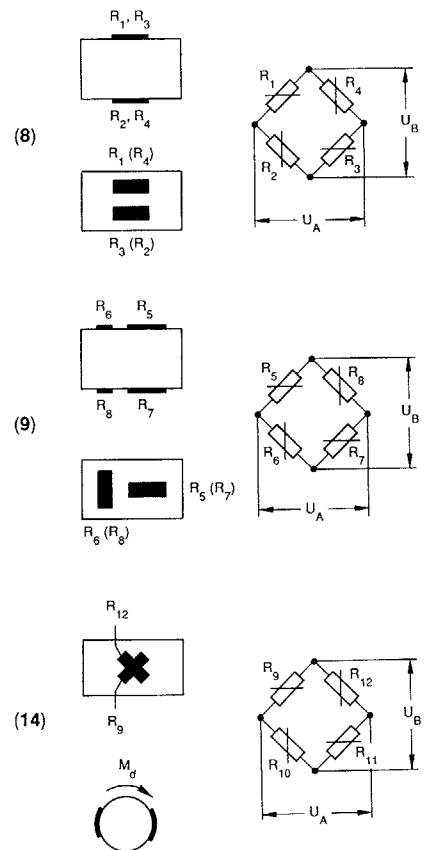 (8)
R1, R3
R2, R4
R1 (R4)
R3 (R2)
R1
R4
R2
R3
UB
UA
(9)
R6
R5
R8
R7
R5 (R7)
R6 (R8)
R5
R8
R6
R7
UB
UA
(14)
R12
R9
Md
R9
R12
R10
R11
UB
UA